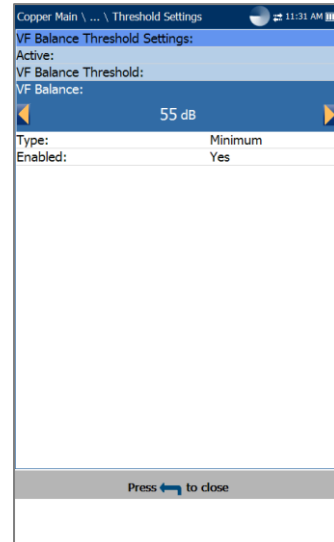 Copper Main \ ... \ Threshold Settings 11:31 AM
VF Balance Threshold Settings:
Active:
VF Balance Threshold:
VF Balance:
55 dB
Type: Minimum
Enabled: Yes
Press to close